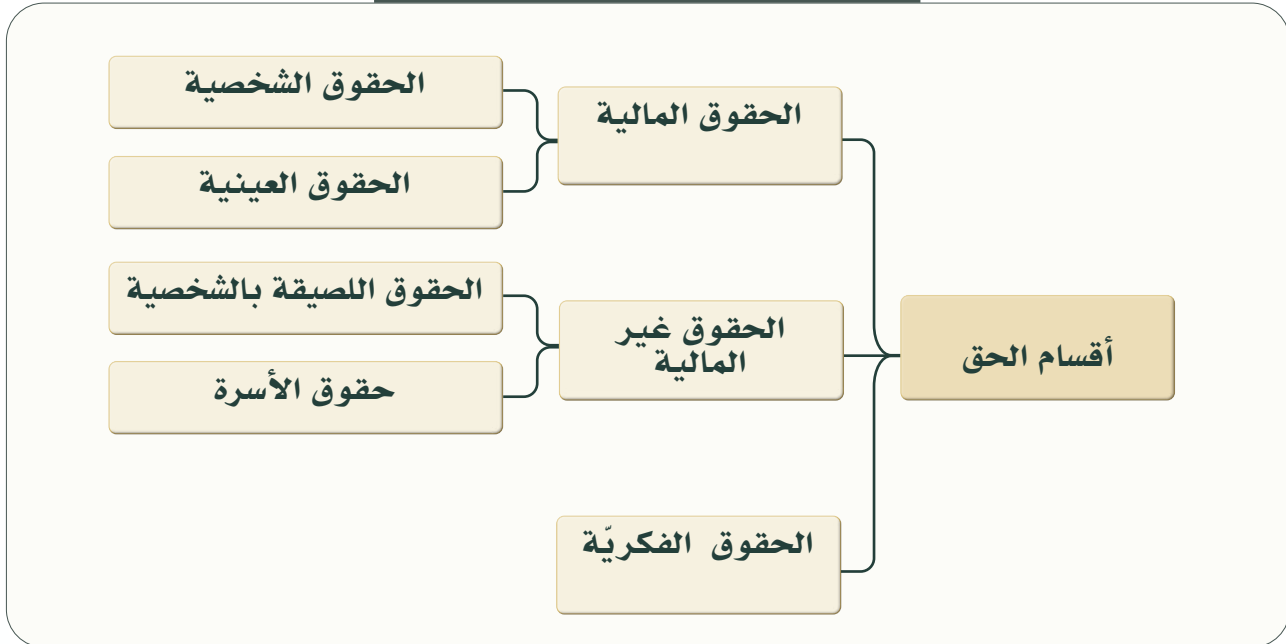 أقسام الحق
الحقوق المالية
الحقوق الشخصية
الحقوق العينية
الحقوق غير
المالية
الحقوق اللصيقة بالشخصية
حقوق الأسرة
الحقوق الفكريّة